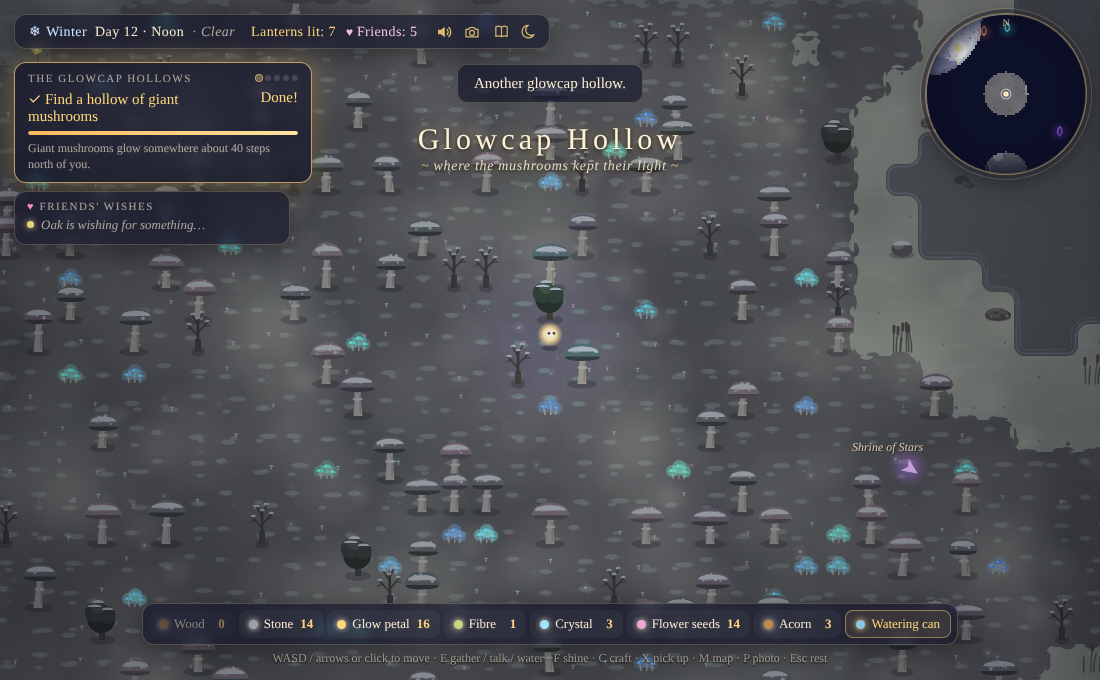 Winter Day 12 · Noon · Clear Lanterns lit: 7 ♥ Friends: 5
N
THE GLOWCAP HOLLOWS
✓ Find a hollow of giant mushrooms Done!
Giant mushrooms glow somewhere about 40 steps
north of you.
♥ FRIENDS' WISHES
Oak is wishing for something…
Another glowcap hollow.
Glowcap Hollow
~ where the mushrooms kept their light ~
Shrine of Stars
Wood 0 Stone 14 Glow petal 16 Fibre 1 Crystal 3 Flower seeds 14 Acorn 3 Watering can
WASD / arrows or click to move · E gather / talk / water · F shine · C craft · X pick up · M map · P photo · Esc rest